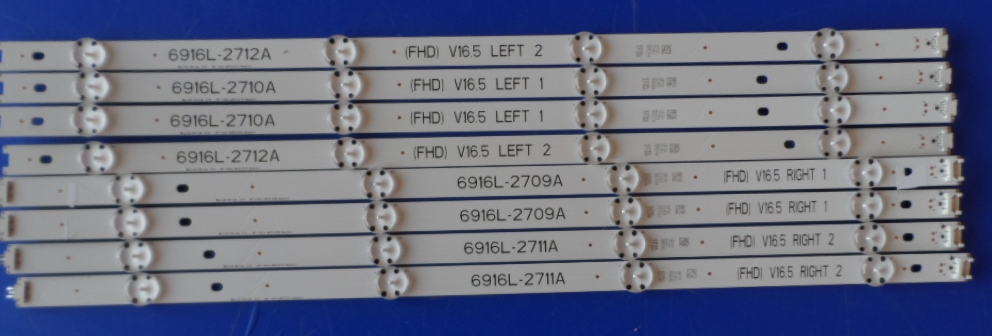 6916L-2712A (FHD) V16.5 LEFT 2
6916L-2710A (FHD) V16.5 LEFT 1
6916L-2710A (FHD) V16.5 LEFT 1
6916L-2712A (FHD) V16.5 LEFT 2
6916L-2709A (FHD) V16.5 RIGHT 1
6916L-2709A (FHD) V16.5 RIGHT 1
6916L-2711A (FHD) V16.5 RIGHT 2
6916L-2711A (FHD) V16.5 RIGHT 2